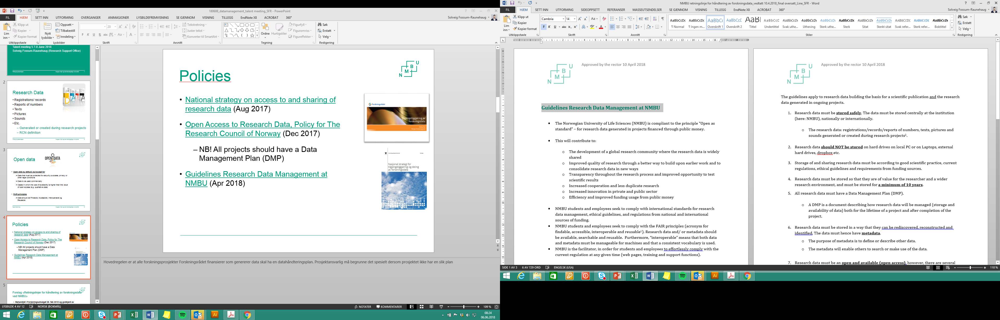 180608_datamanagement_talent meeting_SFR - PowerPoint
FIL HJEM SETT INN UTFORMING OVERGANGER ANIMASJONER LYSBILDEFREMVISNING SE GJENNOM VISNING TILLEGG EndNote X8 ACROBAT 360°
Solveig Fossum-Raunehaug
Lim inn
Klipp ut
Kopier
Kopier format
Utklippstavle
Nytt lysbilde
Oppsett
Tilbakestill
Inndeling
Lysbilder
20
Skrift
Tekstretning
Juster tekst
Konverter til SmartArt
Avsnitt
Ordne
Hurtigstiler
Figurfyll
Figuromriss
Figureffekter
Tegning
Søk
Erstatt
Velg
Redigering
Talent meeting 5 7-8 June 2018
Solveig Fossum-Raunehaug (Research Support Office)
2
Research Data
• Registrations/ records
• Reports of numbers
• Texts
• Pictures
• Sounds
• Etc.
– Generated or created during research projects
– RCN definition
3
Open data
OPEN DATA
• Open data by default, but except for
➤ Data that must be protected for security purposes, privacy or
other legal conditions
➤ Data to be used commercially
➤ Cases in which the cost of availability is higher than the value
of open access (e.g. qualitative data)
• FAIR-principles
➤ Data should be Findable, Accessible, Interoperable og
Reusable
4
Policies
• National strategy on access to and sharing of
research data (Aug 2017)
• Open Access to Research Data, Policy for The
Research Council of Norway (Dec 2017)
– NB! All projects should have a Data
Management Plan (DMP)
• Guidelines Research Data Management at
NMBU (Apr 2018)
5
Forslag «Retningslinjer for håndtering av forskningsdata
ved NMBU»
• Behandlet i Forskningsutvalget 26. feb 2018 og godkjent av
Policies
N M B U
• National strategy on access to and sharing of
research data (Aug 2017)
• Open Access to Research Data, Policy for The
Research Council of Norway (Dec 2017)
– NB! All projects should have a Data
Management Plan (DMP)
• Guidelines Research Data Management at
NMBU (Apr 2018)
Forskningsrådet
Tilgjengeliggjøring av
forskningsdata
Nasjonal strategi for
tilgjengeliggjøring og deling
av forskningsdata
Hovedregelen er at alle forskningsprosjekter Forskningsrådet finansierer som genererer data skal ha en datahåndteringsplan. Prosjektansvarlig må begrunne det spesielt dersom prosjektet ikke har en slik plan
LYSBILDE 4 AV 12 NORSK (BOKMÅL) NOTATER KOMMENTARER 109 %
08:24
06.06.2018
NMBU retningslinje for håndtering av forskningsdata_vedtatt 10.4.2018_final oversatt_Line_SFR - Word
FIL HJEM SETT INN UTFORMING SIDEOPPSETT REFERANSER MASSEUTSENDELSER SE GJENNOM VISNING TILLEGG EndNote X8 ACROBAT 360°
Solveig Fossum-Raunehaug
Lim inn
Klipp ut
Kopier
Kopier format
Utklippstavle
Cambria 14
Skrift
Avsnitt
¶ Normal ¶ Ingen m... Overskrift 1 Overskrift 2 Tittel Undertittel Svak uthe... Utheving Sterk uthe... Sterk Sitat Sterkt sitat Svak refer... Sterk refer... Boktittel
Stiler
Søk
Erstatt
Velg
Redigering
N M B U
Approved by the rector 10 April 2018
Guidelines Research Data Management at NMBU
• The Norwegian University of Life Sciences (NMBU) is compliant to the principle “Open as
standard” – for research data generated in projects financed through public money.
• This will contribute to:
o The development of a global research community where the research data is widely
shared
o Improved quality of research through a better way to build upon earlier work and to
consolidate research data in new ways
o Transparency throughout the research process and improved opportunity to test
scientific results
o Increased cooperation and less duplicate research
o Increased innovation in private and public sector
o Efficiency and improved funding usage from public money
• NMBU students and employees seek to comply with international standards for research
data management, ethical guidelines, and regulations from national and international
sources of funding.
• NMBU students and employees seek to comply with the FAIR principles (acronym for
findable, accessible, interoperable and reusable¹). Research data and/ or metadata should
be available, searchable and reusable. Furthermore, “interoperable” means that both data
and metadata must be manageable for machines and that a consistent vocabulary is used.
• NMBU is the facilitator, in order for students and employees to effortlessly comply with the
current regulation at any given time (web pages, training and support functions).
N M B U
Approved by the rector 10 April 2018
The guidelines apply to research data building the basis for a scientific publication and the research
data generated in ongoing projects.
1. Research data must be stored safely. The data must be stored centrally at the institution
(here: NMBU), nationally or internationally.
o The research data: registrations/records/reports of numbers, texts, pictures and
sounds generated or created during research projects².
2. Research data should NOT be stored on hard drives on local PC or on Laptops, external
hard drives, dropbox etc.
3. Storage of and sharing research data must be according to good scientific practice, current
regulations, ethical guidelines and requirements from funding sources.
4. Research data must be stored so that they are of value for the researcher and a wider
research environment, and must be stored for a minimum of 10 years.
5. All research data must have a Data Management Plan (DMP).
o A DMP is a document describing how research data will be managed (storage and
availability of data) both for the lifetime of a project and after completion of the
project.
6. Research data must be stored in a way that they can be rediscovered, reconstructed and
identified. The data must hence have metadata.
o The purpose of metadata is to define or describe other data.
o The metadata will enable others to search or make use of the data.
7. Research data must be an open and available (open access), however, there are several
SIDE 1 AV 3 6 AV 729 ORD ENGELSK (USA) 110 %